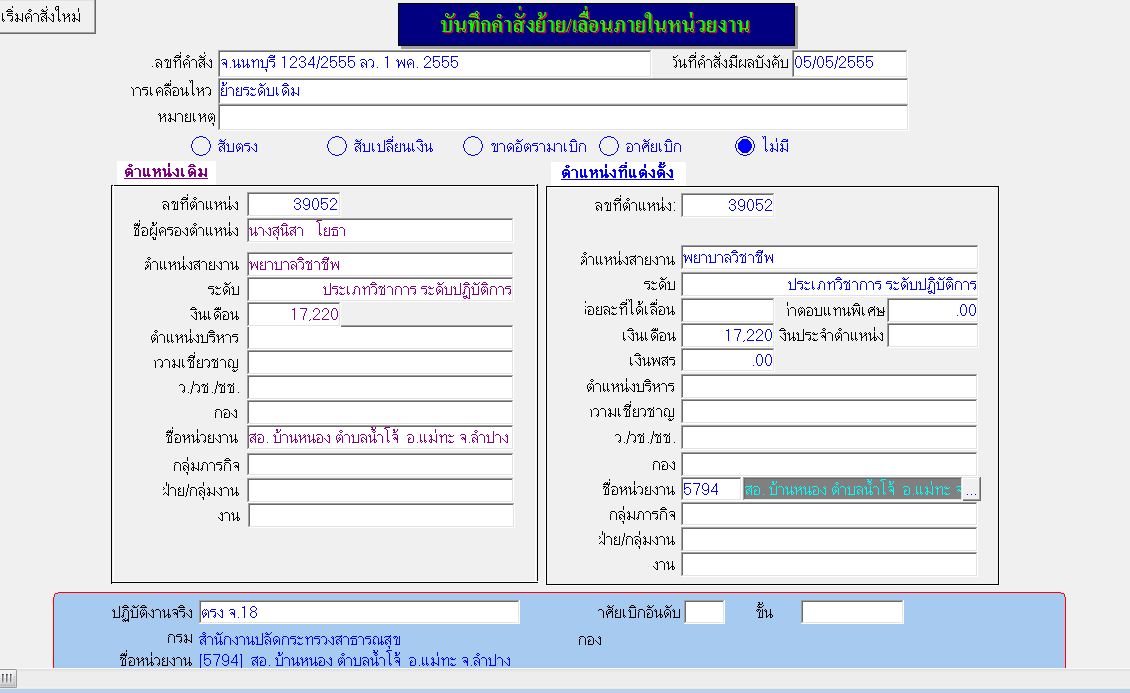 เริ่มคำสั่งใหม่
บันทึกคำสั่งย้าย/เลื่อนภายในหน่วยงาน
ลขที่คำสั่ง จ.นนทบุรี 1234/2555 ลว. 1 พค. 2555 วันที่คำสั่งมีผลบังคับ 05/05/2555
การเคลื่อนไหว ย้ายระดับเดิม
หมายเหตุ
สับตรง สับเปลี่ยนเงิน ขาดอัตรามาเบิก อาศัยเบิก ไม่มี
ตำแหน่งเดิม
ลขที่ตำแหน่ง 39052
ชื่อผู้ครองตำแหน่ง นางสุนิสา โยธา
ตำแหน่งสายงาน พยาบาลวิชาชีพ
ระดับ ประเภทวิชาการ ระดับปฎิบัติการ
เงินเดือน 17,220
ตำแหน่งบริหาร
ความเชี่ยวชาญ
ว./วช./ชช.
กอง
ชื่อหน่วยงาน สอ. บ้านหนอง ตำบลน้ำโจ้ อ.แม่ทะ จ.ลำปาง
กลุ่มภารกิจ
ฝ่าย/กลุ่มงาน
งาน
ตำแหน่งที่แต่งตั้ง
ลขที่ตำแหน่ง: 39052
ตำแหน่งสายงาน พยาบาลวิชาชีพ
ระดับ ประเภทวิชาการ ระดับปฎิบัติการ
ร้อยละที่ได้เลื่อน ค่าตอบแทนพิเศษ .00
เงินเดือน 17,220 เงินประจำตำแหน่ง
เงินพสร .00
ตำแหน่งบริหาร
ความเชี่ยวชาญ
ว./วช./ชช.
กอง
ชื่อหน่วยงาน 5794 สอ. บ้านหนอง ตำบลน้ำโจ้ อ.แม่ทะ จ ...
กลุ่มภารกิจ
ฝ่าย/กลุ่มงาน
งาน
ปฏิบัติงานจริง ตรง จ.18 อาศัยเบิกอันดับ ขั้น
กรม สำนักงานปลัดกระทรวงสาธารณสุข กอง
ชื่อหน่วยงาน [5794] สอ. บ้านหนอง ตำบลน้ำโจ้ อ.แม่ทะ จ.ลำปาง